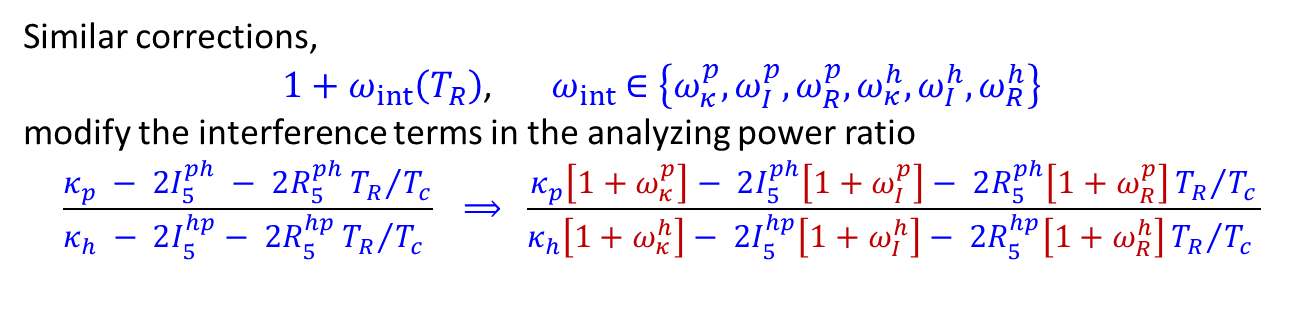 Similar corrections,
1 + ω_int(T_R), ω_int ∈ {ω_κ^p, ω_I^p, ω_R^p, ω_κ^h, ω_I^h, ω_R^h}
modify the interference terms in the analyzing power ratio
κ_p − 2I_5^{ph} − 2R_5^{ph} T_R/T_c ⟹ κ_p[1 + ω_κ^p] − 2I_5^{ph}[1 + ω_I^p] − 2R_5^{ph}[1 + ω_R^p] T_R/T_c
κ_h − 2I_5^{hp} − 2R_5^{hp} T_R/T_c κ_h[1 + ω_κ^h] − 2I_5^{hp}[1 + ω_I^h] − 2R_5^{hp}[1 + ω_R^h] T_R/T_c